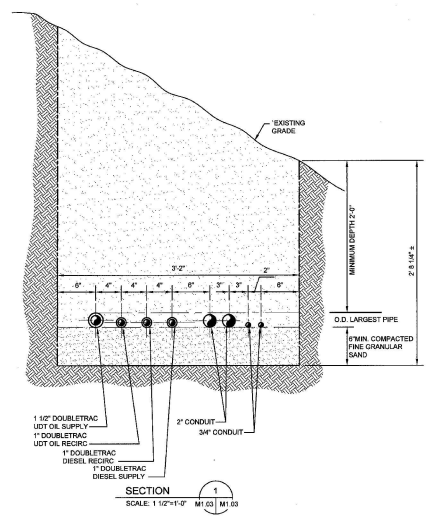 `EXISTING
GRADE
MINIMUM DEPTH 2'-0"
2' 8 1/4" ±
3'-2"
2"
6"
4"
4"
4"
6"
3"
3"
6"
O.D. LARGEST PIPE
6"MIN. COMPACTED
FINE GRANULAR
SAND
1 1/2" DOUBLETRAC
UDT OIL SUPPLY
1" DOUBLETRAC
UDT OIL RECIRC
1" DOUBLETRAC
DIESEL RECIRC
1" DOUBLETRAC
DIESEL SUPPLY
2" CONDUIT
3/4" CONDUIT
SECTION
1
SCALE: 1 1/2"=1'-0"
M1.03
M1.03